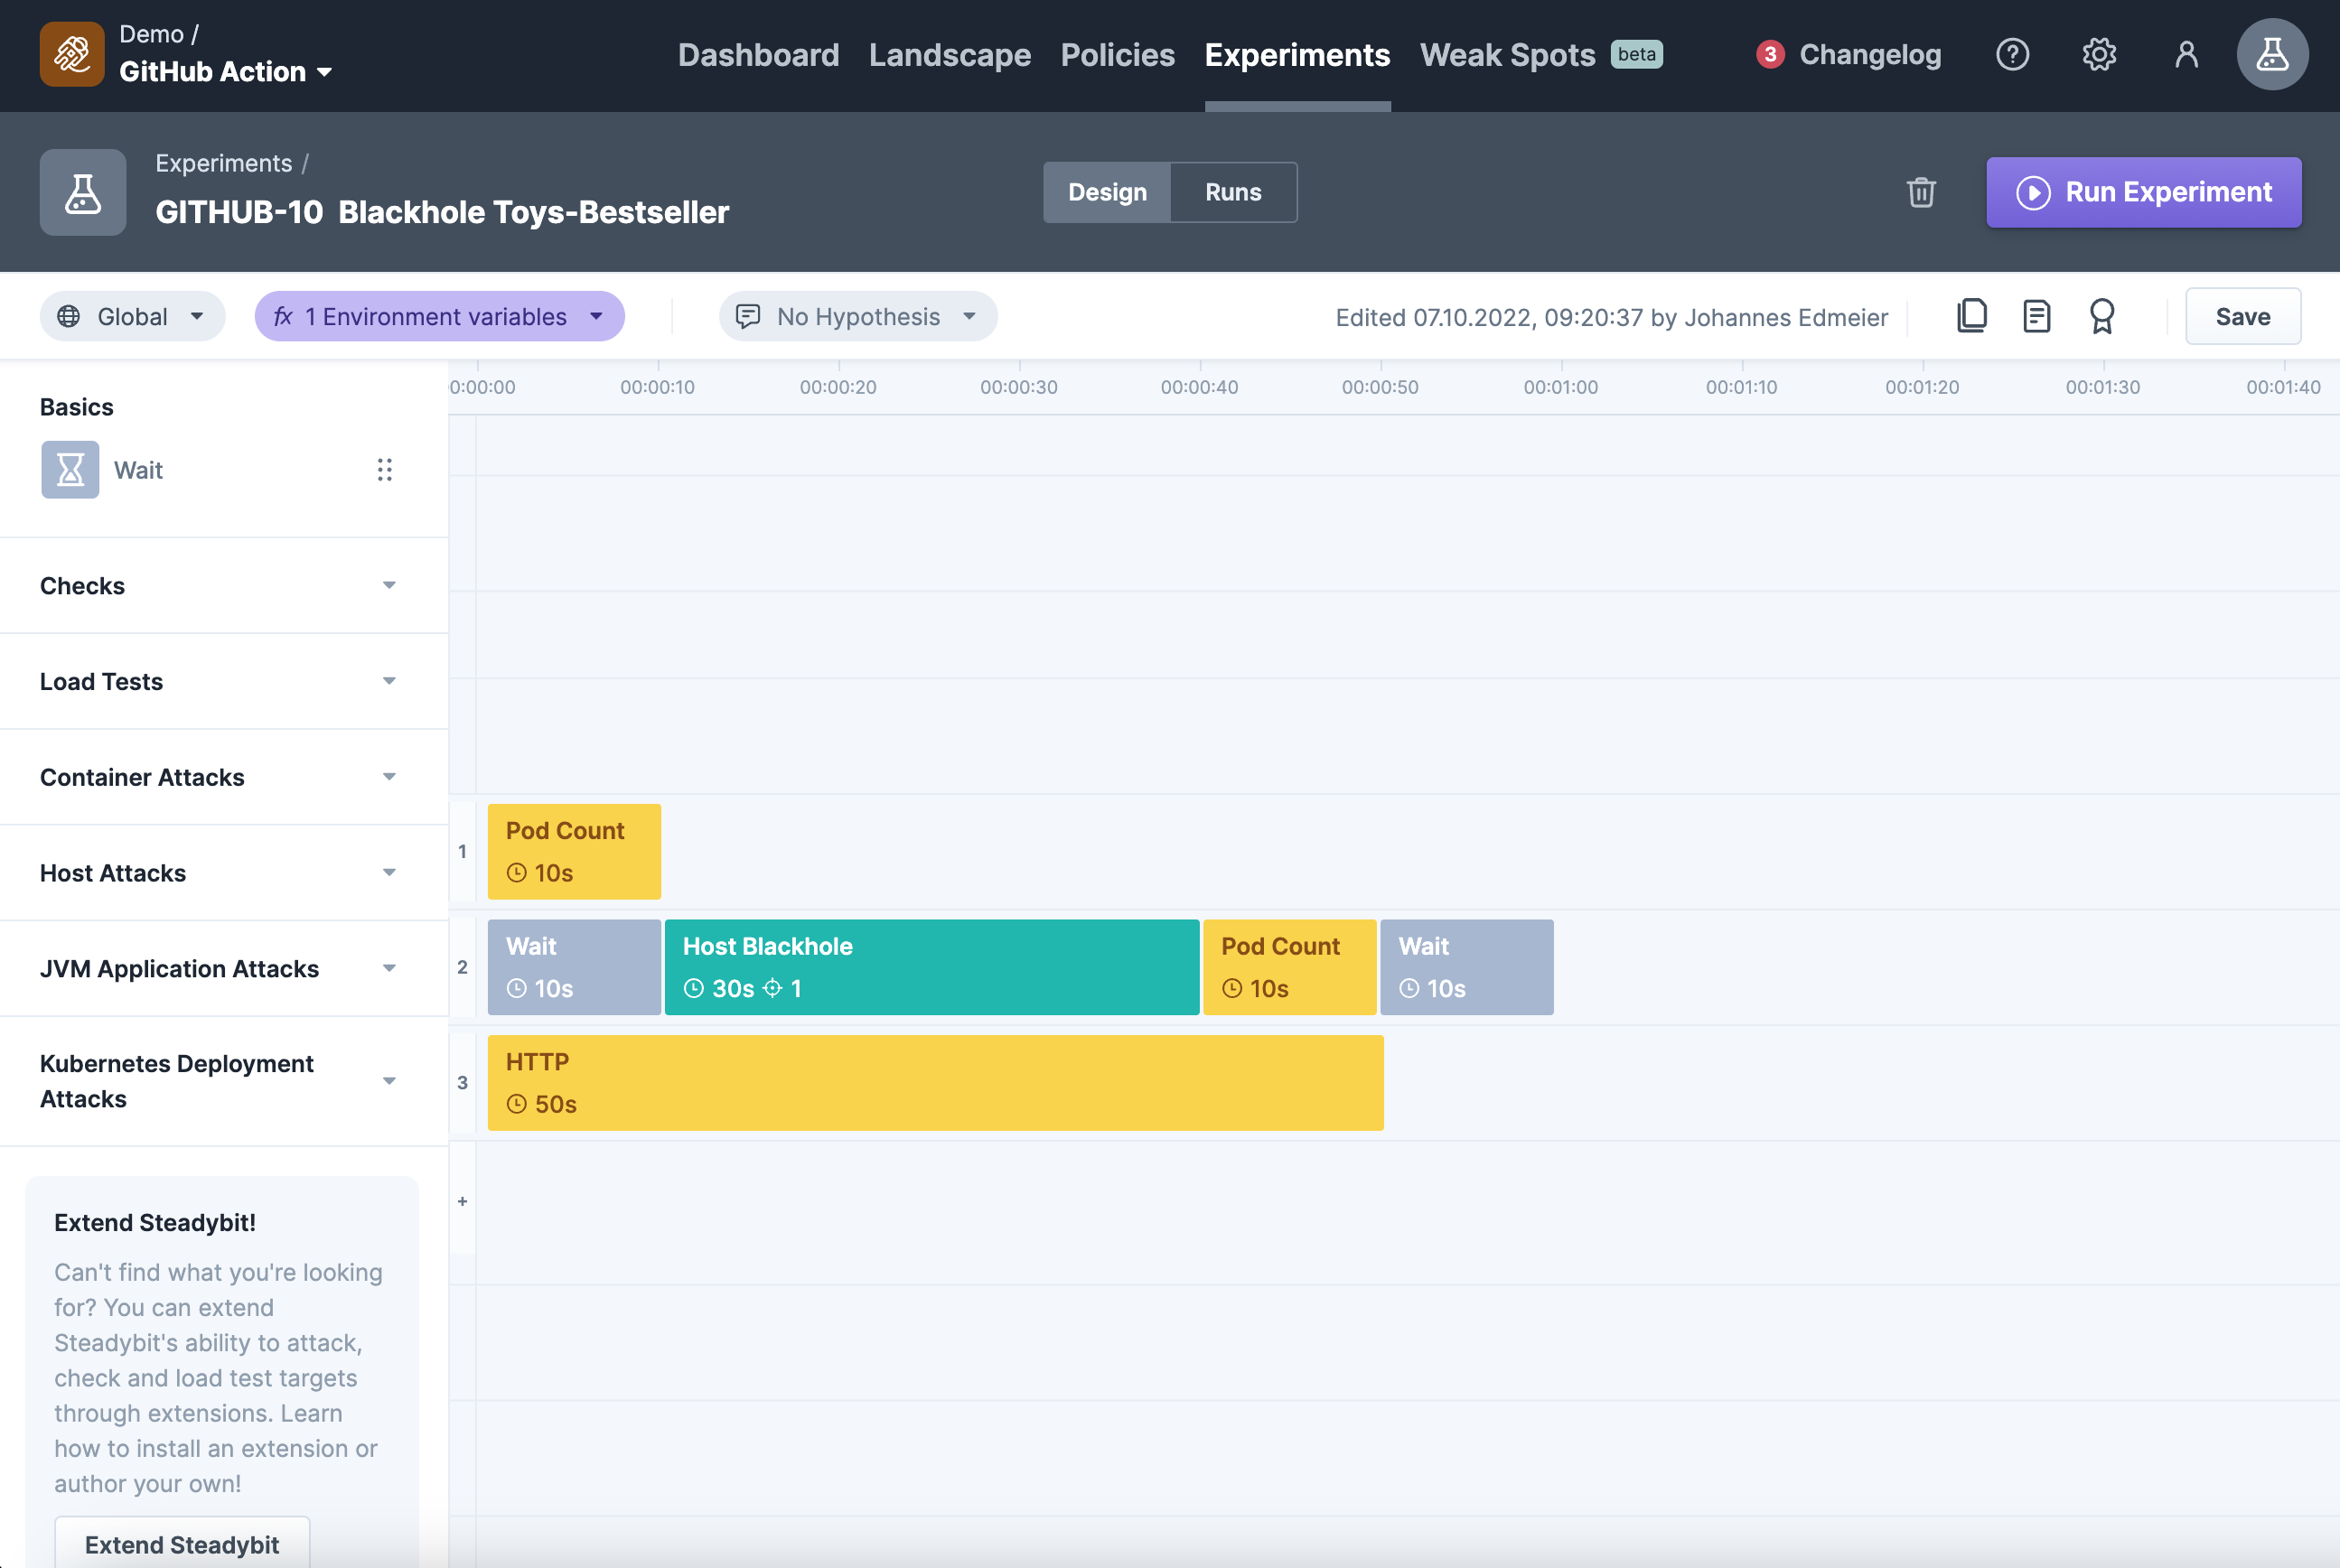 Demo /
GitHub Action
Dashboard Landscape Policies Experiments Weak Spots beta
3 Changelog
Experiments /
GITHUB-10 Blackhole Toys-Bestseller
Design Runs
Run Experiment
Global
fx 1 Environment variables
No Hypothesis
Edited 07.10.2022, 09:20:37 by Johannes Edmeier
Save
0:00:00 00:00:10 00:00:20 00:00:30 00:00:40 00:00:50 00:01:00 00:01:10 00:01:20 00:01:30 00:01:40
Basics
Wait
Checks
Load Tests
Container Attacks
Host Attacks
JVM Application Attacks
Kubernetes Deployment
Attacks
Extend Steadybit!
Can't find what you're looking
for? You can extend
Steadybit's ability to attack,
check and load test targets
through extensions. Learn
how to install an extension or
author your own!
Extend Steadybit
1
Pod Count
10s
2
Wait
10s
Host Blackhole
30s 1
Pod Count
10s
Wait
10s
3
HTTP
50s
+